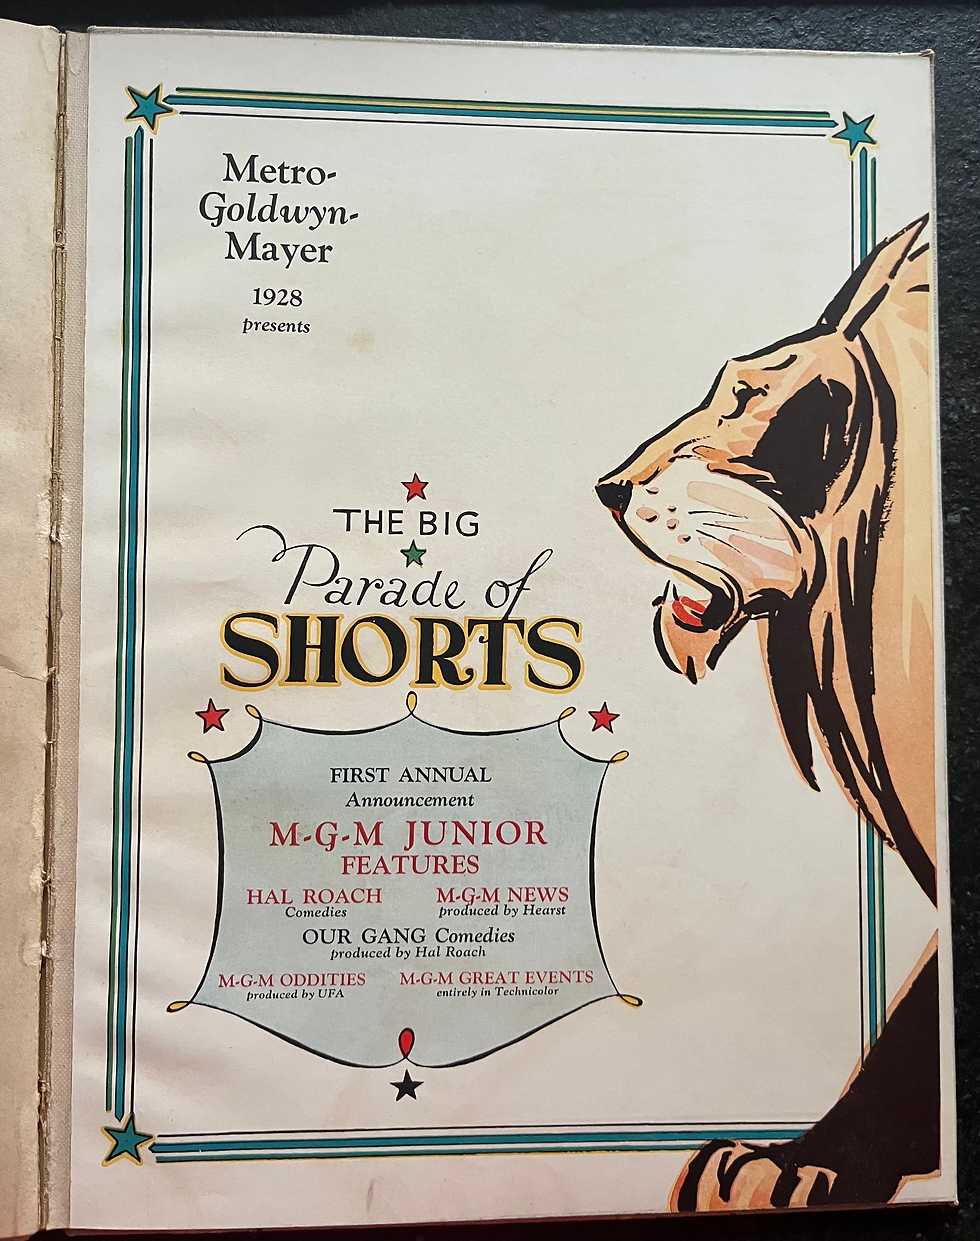 Metro-
Goldwyn-
Mayer
1928
presents
THE BIG
Parade of
SHORTS
FIRST ANNUAL
Announcement
M-G-M JUNIOR
FEATURES
HAL ROACH
Comedies
M-G-M NEWS
produced by Hearst
OUR GANG Comedies
produced by Hal Roach
M-G-M ODDITIES
produced by UFA
M-G-M GREAT EVENTS
entirely in Technicolor